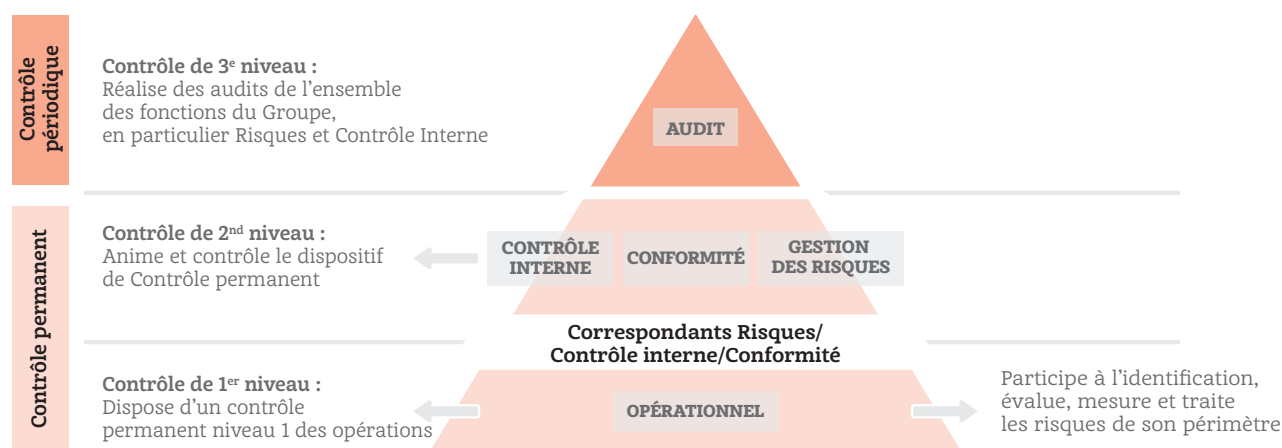 Contrôle
périodique
Contrôle de 3e niveau :
Réalise des audits de l’ensemble
des fonctions du Groupe,
en particulier Risques et Contrôle Interne
AUDIT
Contrôle permanent
Contrôle de 2nd niveau :
Anime et contrôle le dispositif
de Contrôle permanent
CONTRÔLE
INTERNE
CONFORMITÉ
GESTION
DES RISQUES
Correspondants Risques/
Contrôle interne/Conformité
Contrôle de 1er niveau :
Dispose d’un contrôle
permanent niveau 1 des opérations
OPÉRATIONNEL
Participe à l’identification,
évalue, mesure et traite
les risques de son périmètre